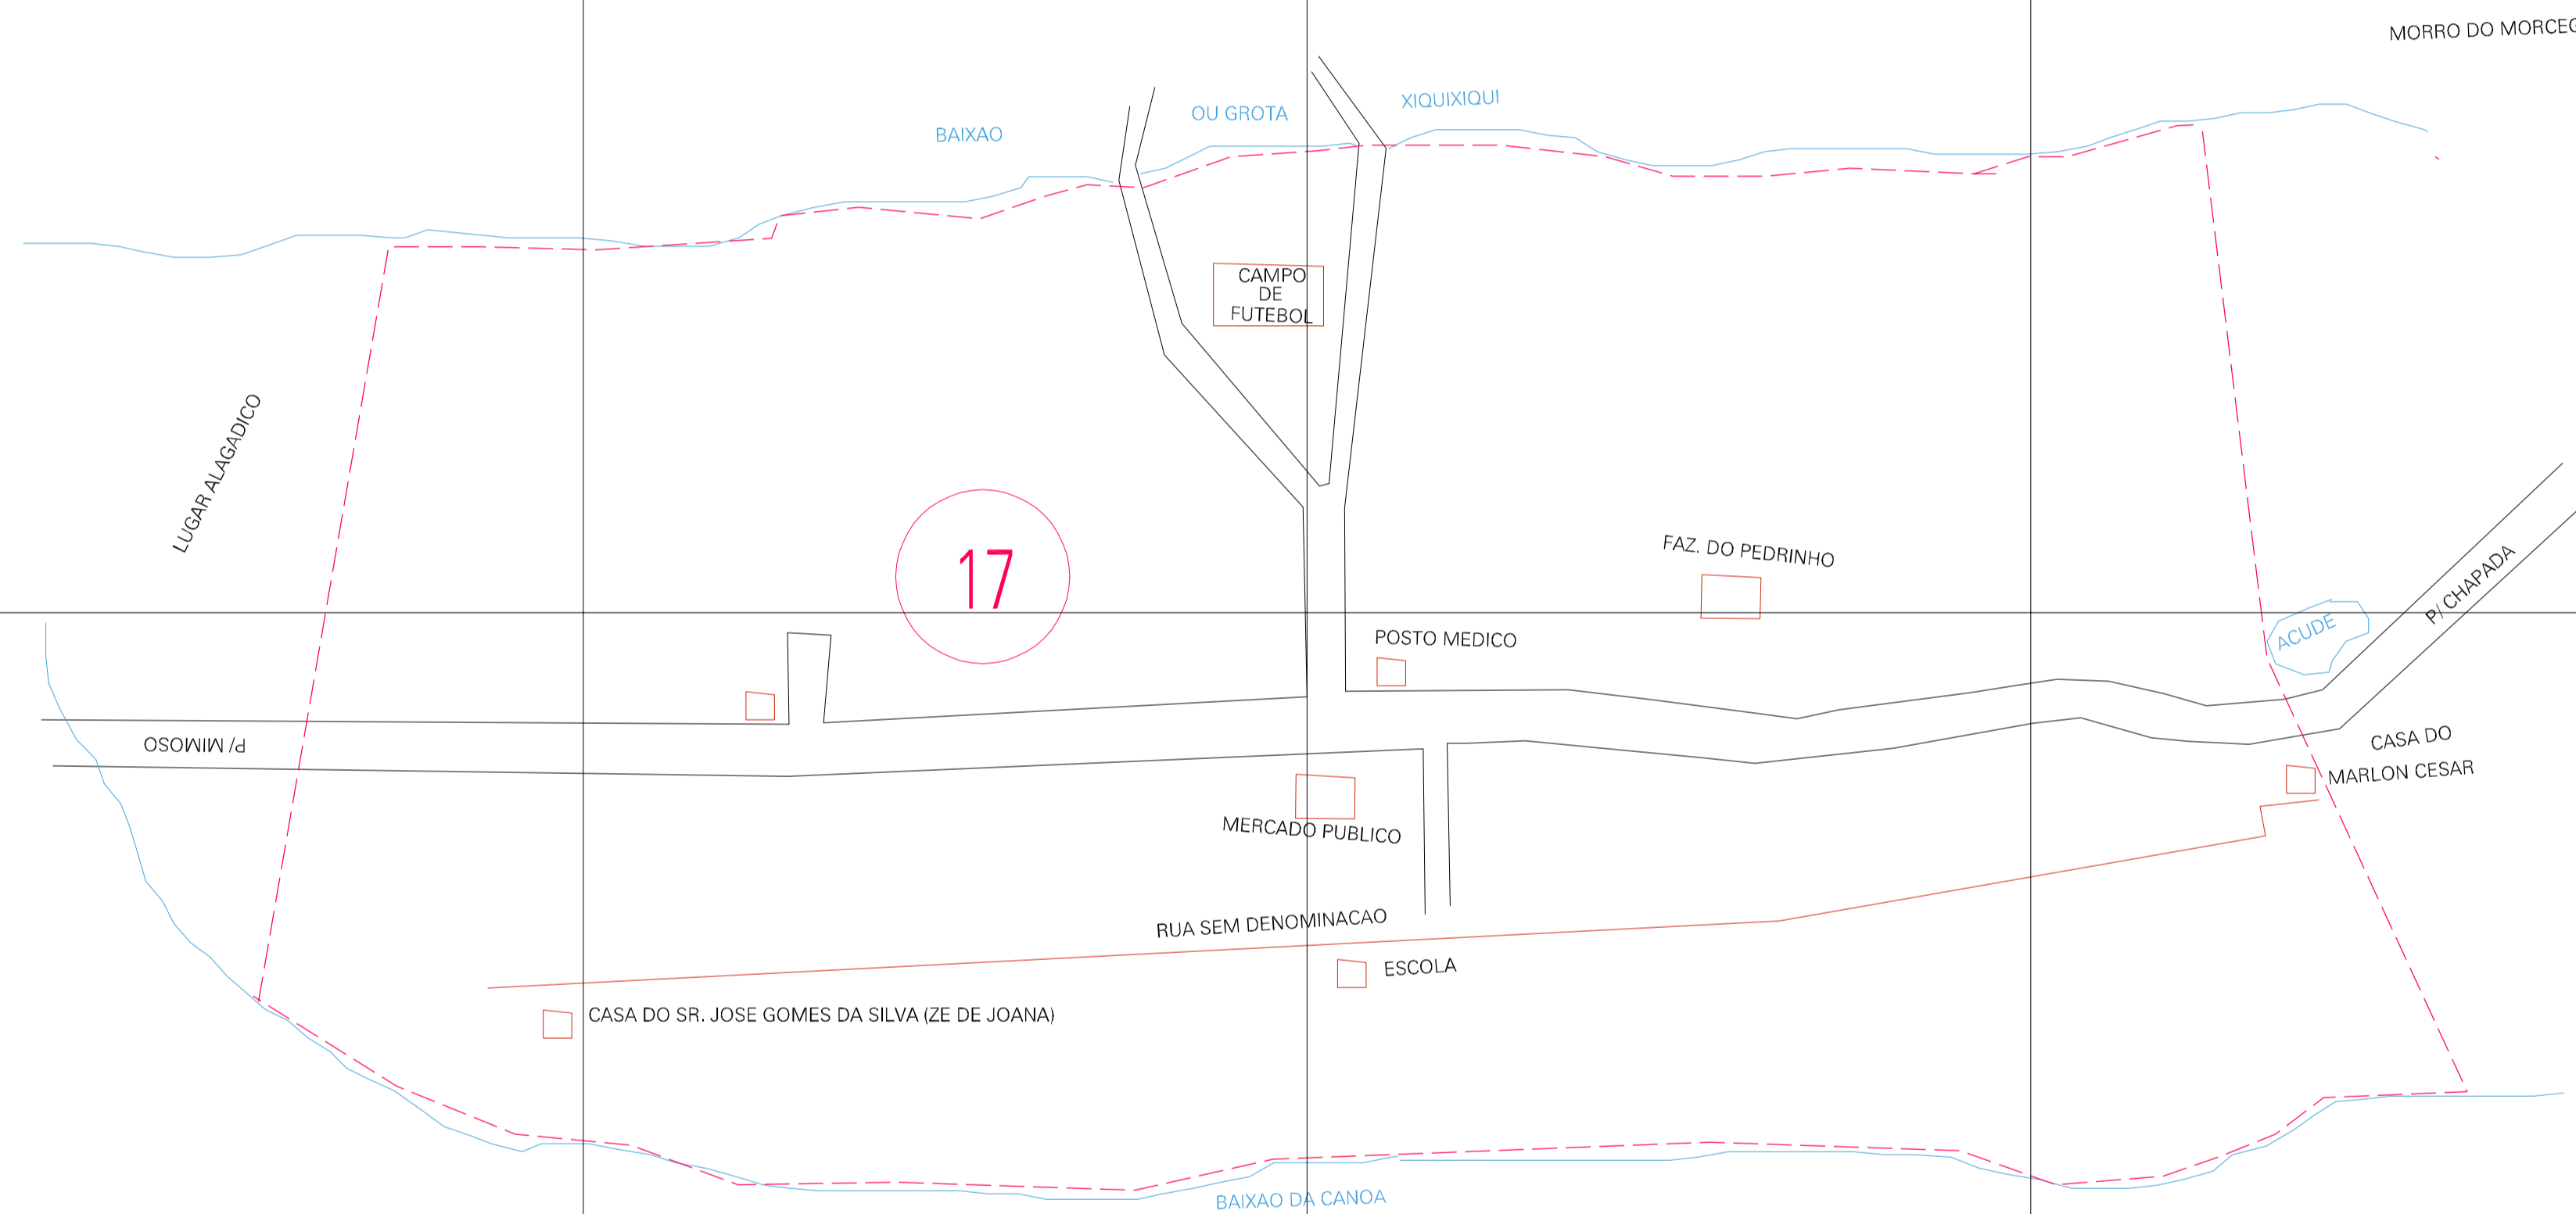 MORRO DO MORCEG
XIQUIXIQUI
OU GROTA
BAIXAO
CAMPO
DE
FUTEBOL
LUGAR ALAGADICO
17
FAZ. DO PEDRINHO
P/ CHAPADA
ACUDE
POSTO MEDICO
P/ MIMOSO
CASA DO
MARLON CESAR
MERCADO PUBLICO
RUA SEM DENOMINACAO
ESCOLA
CASA DO SR. JOSE GOMES DA SILVA (ZE DE JOANA)
BAIXAO DA CANOA